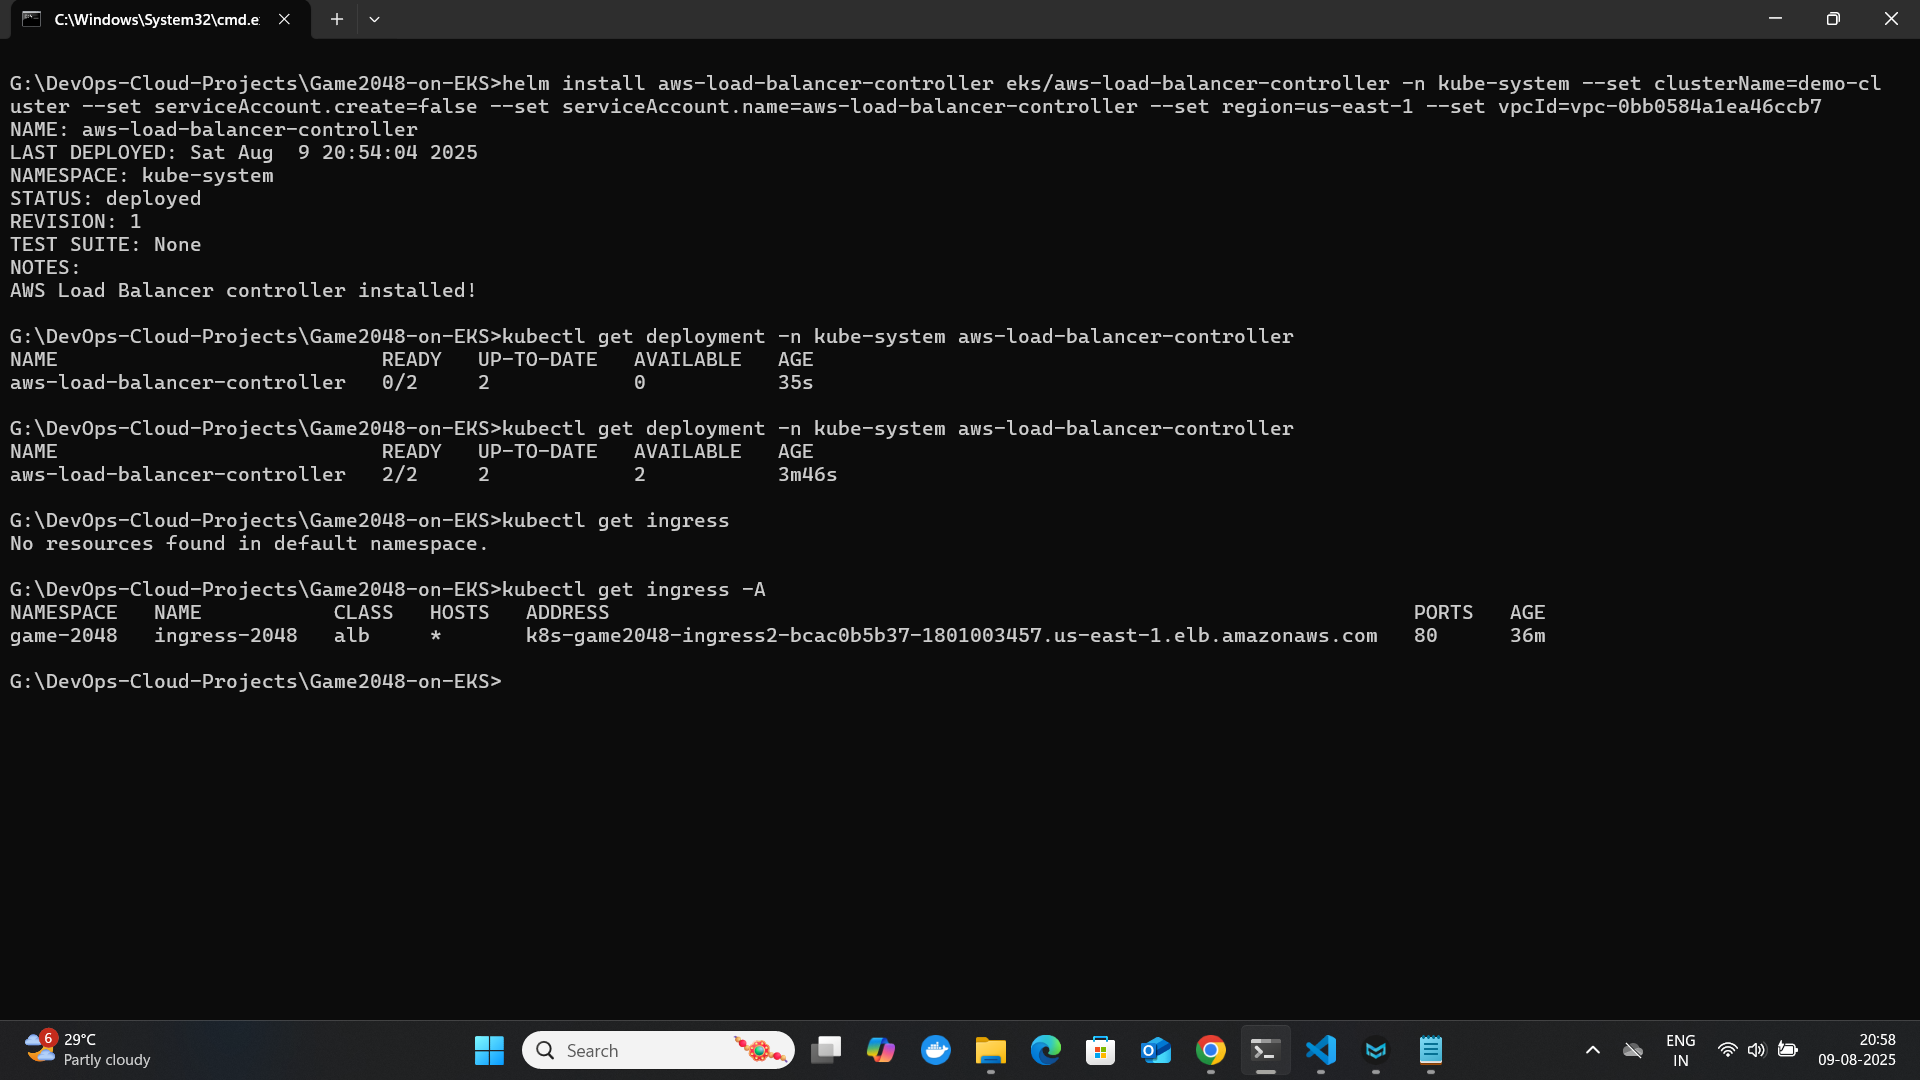 C:\Windows\System32\cmd.e
G:\DevOps-Cloud-Projects\Game2048-on-EKS>helm install aws-load-balancer-controller eks/aws-load-balancer-controller -n kube-system --set clusterName=demo-cl
uster --set serviceAccount.create=false --set serviceAccount.name=aws-load-balancer-controller --set region=us-east-1 --set vpcId=vpc-0bb0584a1ea46ccb7
NAME: aws-load-balancer-controller
LAST DEPLOYED: Sat Aug  9 20:54:04 2025
NAMESPACE: kube-system
STATUS: deployed
REVISION: 1
TEST SUITE: None
NOTES:
AWS Load Balancer controller installed!
G:\DevOps-Cloud-Projects\Game2048-on-EKS>kubectl get deployment -n kube-system aws-load-balancer-controller
NAME                           READY   UP-TO-DATE   AVAILABLE   AGE
aws-load-balancer-controller   0/2     2            0           35s
G:\DevOps-Cloud-Projects\Game2048-on-EKS>kubectl get deployment -n kube-system aws-load-balancer-controller
NAME                           READY   UP-TO-DATE   AVAILABLE   AGE
aws-load-balancer-controller   2/2     2            2           3m46s
G:\DevOps-Cloud-Projects\Game2048-on-EKS>kubectl get ingress
No resources found in default namespace.
G:\DevOps-Cloud-Projects\Game2048-on-EKS>kubectl get ingress -A
NAMESPACE   NAME           CLASS   HOSTS   ADDRESS                                                                   PORTS   AGE
game-2048   ingress-2048   alb     *       k8s-game2048-ingress2-bcac0b5b37-1801003457.us-east-1.elb.amazonaws.com   80      36m
G:\DevOps-Cloud-Projects\Game2048-on-EKS>
6
29°C
Partly cloudy
Search
ENG
IN
20:58
09-08-2025